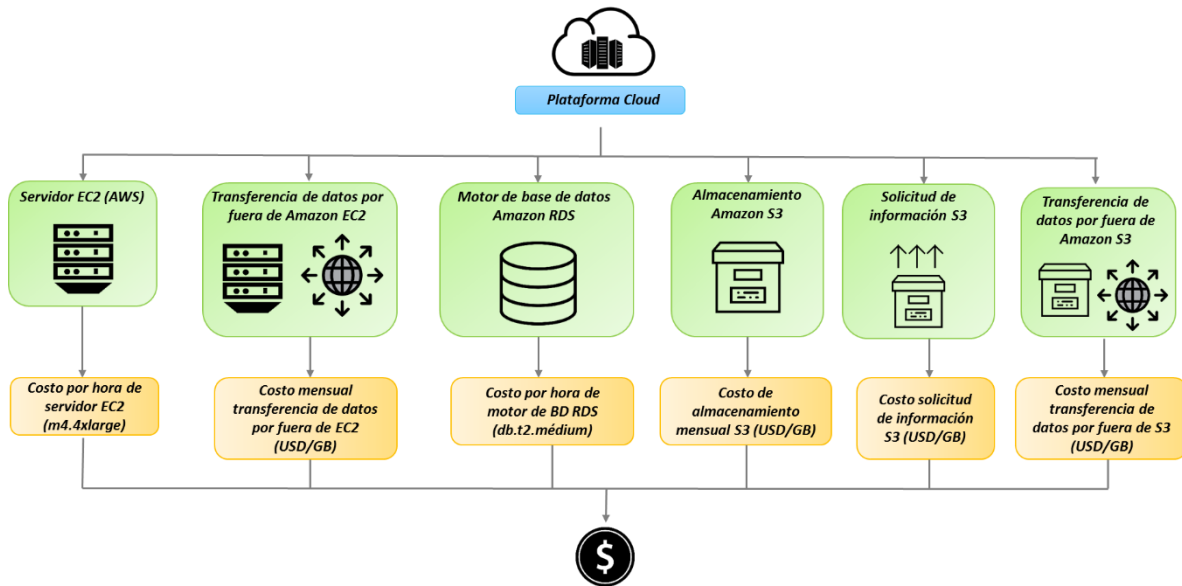 Plataforma Cloud
Servidor EC2 (AWS)
Transferencia de datos por
fuera de Amazon EC2
Motor de base de datos
Amazon RDS
Almacenamiento
Amazon S3
Solicitud de
información S3
Transferencia de
datos por fuera de
Amazon S3
Costo por hora de
servidor EC2
(m4.4xlarge)
Costo mensual
transferencia de datos
por fuera de EC2
(USD/GB)
Costo por hora de
motor de BD RDS
(db.t2.médium)
Costo de
almacenamiento
mensual S3 (USD/GB)
Costo solicitud
de información
S3 (USD/GB)
Costo mensual
transferencia de
datos por fuera de S3
(USD/GB)
$